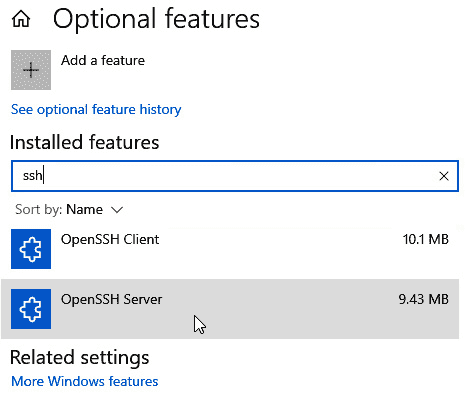 Optional features
Add a feature
See optional feature history
Installed features
ssh
Sort by: Name
OpenSSH Client 10.1 MB
OpenSSH Server 9.43 MB
Related settings
More Windows features